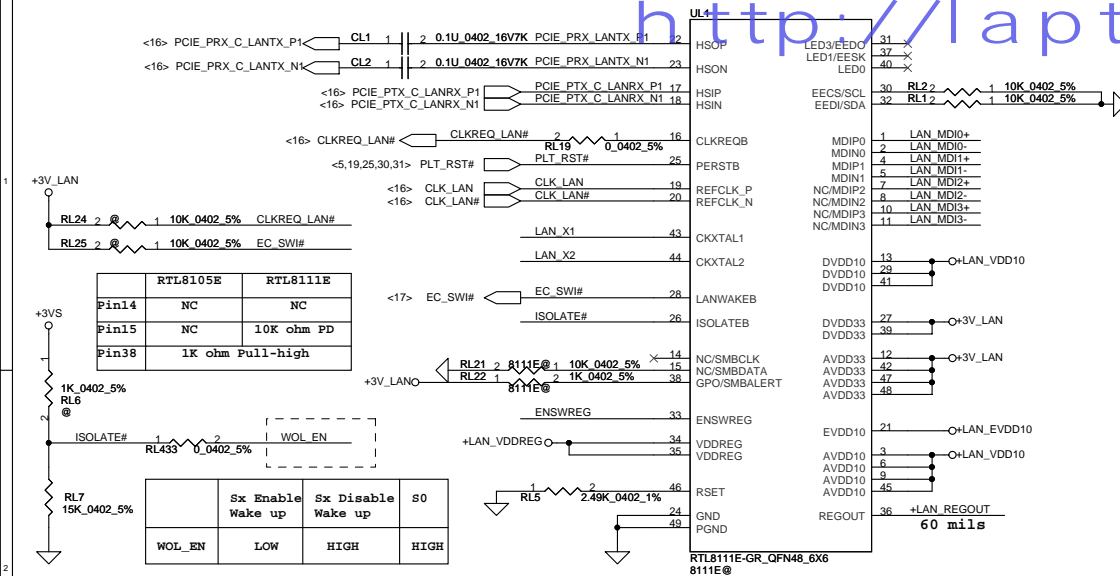 http://lapt
UL4
<16> PCIE_PRX_C_LANTX_P1 CL1 1 2 0.1U_0402_16V7K PCIE_PRX_LANTX_P1 22 HSOP
<16> PCIE_PRX_C_LANTX_N1 CL2 1 2 0.1U_0402_16V7K PCIE_PRX_LANTX_N1 23 HSON
<16> PCIE_PTX_C_LANRX_P1 PCIE_PTX_C_LANRX_P1 17 HSIP
<16> PCIE_PTX_C_LANRX_N1 PCIE_PTX_C_LANRX_N1 18 HSIN
<16> CLKREQ_LAN# CLKREQ_LAN# 2 1 16 CLKREQB
RL19 0_0402_5%
<5,19,25,30,31> PLT_RST# PLT_RST# 25 PERSTB
<16> CLK_LAN CLK_LAN 19 REFCLK_P
<16> CLK_LAN# CLK_LAN# 20 REFCLK_N
LAN_X1 43 CKXTAL1
LAN_X2 44 CKXTAL2
<17> EC_SWI# EC_SWI# 28 LANWAKEB
ISOLATE# 26 ISOLATEB
14 NC/SMBCLK
RL21 2 8111E@ 1 10K_0402_5% 15 NC/SMBDATA
+3V_LAN RL22 1 2 1K_0402_5% 38 GPO/SMBALERT
8111E@
ENSWREG 33 ENSWREG
+LAN_VDDREG 34 VDDREG
35 VDDREG
1 2 46 RSET
RL5 2.49K_0402_1%
24 GND
49 PGND
LED3/EEDO 31
LED1/EESK 37
LED0 40
EECS/SCL 30 RL2 2 1 10K_0402_5%
EEDI/SDA 32 RL1 2 1 10K_0402_5%
MDIP0 1 LAN_MDI0+
MDIN0 2 LAN_MDI0-
MDIP1 4 LAN_MDI1+
MDIN1 5 LAN_MDI1-
NC/MDIP2 7 LAN_MDI2+
NC/MDIN2 8 LAN_MDI2-
NC/MDIP3 10 LAN_MDI3+
NC/MDIN3 11 LAN_MDI3-
DVDD10 13 +LAN_VDD10
DVDD10 29
DVDD10 41
DVDD33 27 +3V_LAN
DVDD33 39
AVDD33 12 +3V_LAN
AVDD33 42
AVDD33 47
AVDD33 48
EVDD10 21 +LAN_EVDD10
AVDD10 3 +LAN_VDD10
AVDD10 6
AVDD10 9
AVDD10 45
REGOUT 36 +LAN_REGOUT
60 mils
RTL8111E-GR_QFN48_6X6
8111E@
1
+3V_LAN
RL24 2 @ 1 10K_0402_5% CLKREQ_LAN#
RL25 2 @ 1 10K_0402_5% EC_SWI#
RTL8105E RTL8111E
Pin14 NC NC
Pin15 NC 10K ohm PD
Pin38 1K ohm Pull-high
+3VS
1
1K_0402_5%
RL6
@
2
ISOLATE# 1 2 WOL_EN
RL433 0_0402_5%
RL7
15K_0402_5%
Sx Enable Wake up Sx Disable Wake up S0
WOL_EN LOW HIGH HIGH
2